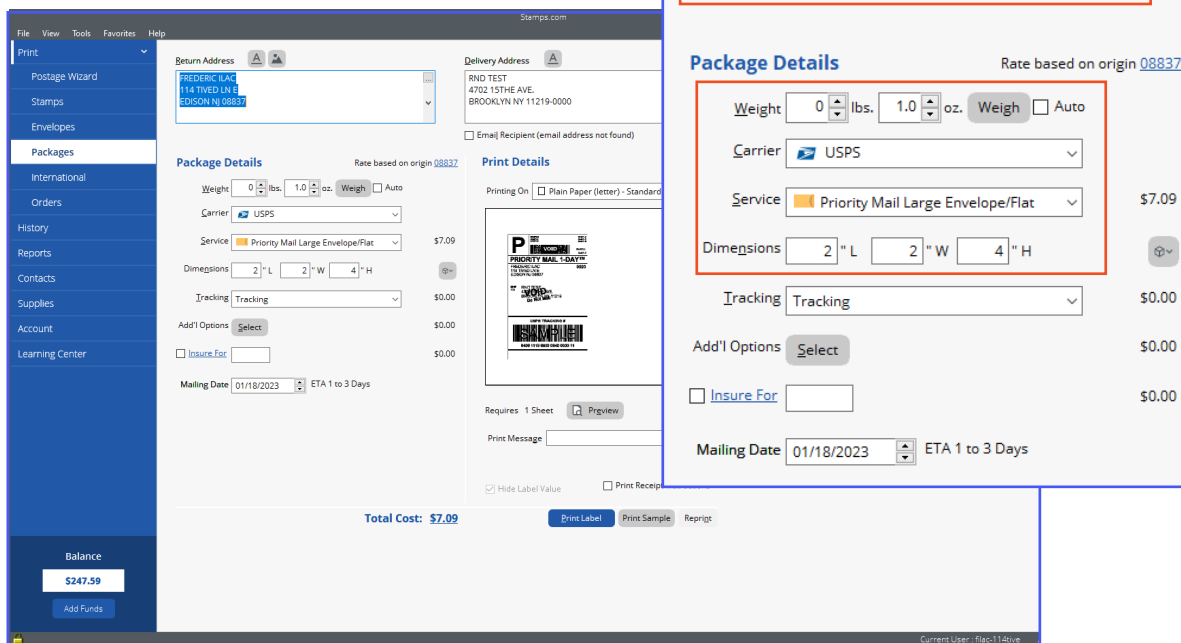 Stamps.com
File View Tools Favorites Help
Print
Postage Wizard
Stamps
Envelopes
Packages
International
Orders
History
Reports
Contacts
Supplies
Account
Learning Center
Balance
$247.59
Add Funds
Return Address
FREDERIC ILAC
114 TIVED LN E
EDISON NJ 08837
Delivery Address
RND TEST
4702 15THE AVE.
BROOKLYN NY 11219-0000
Email Recipient (email address not found)
Package Details Rate based on origin 08837
Weight 0 lbs. 1.0 oz. Weigh Auto
Carrier USPS
Service Priority Mail Large Envelope/Flat $7.09
Dimensions 2 " L 2 " W 4 " H
Tracking Tracking $0.00
Add'l Options Select $0.00
Insure For $0.00
Mailing Date 01/18/2023 ETA 1 to 3 Days
Print Details
Printing On Plain Paper (letter) - Standard
P
VOID
PRIORITY MAIL 1-DAY™
VOID
USPS TRACKING #
SAMPLE
Requires 1 Sheet Preview
Print Message
Hide Label Value Print Receip
Total Cost: $7.09 Print Label Print Sample Reprint
Current User : filac-114tive
Package Details Rate based on origin 08837
Weight 0 lbs. 1.0 oz. Weigh Auto
Carrier USPS
Service Priority Mail Large Envelope/Flat $7.09
Dimensions 2 " L 2 " W 4 " H
Tracking Tracking $0.00
Add'l Options Select $0.00
Insure For $0.00
Mailing Date 01/18/2023 ETA 1 to 3 Days